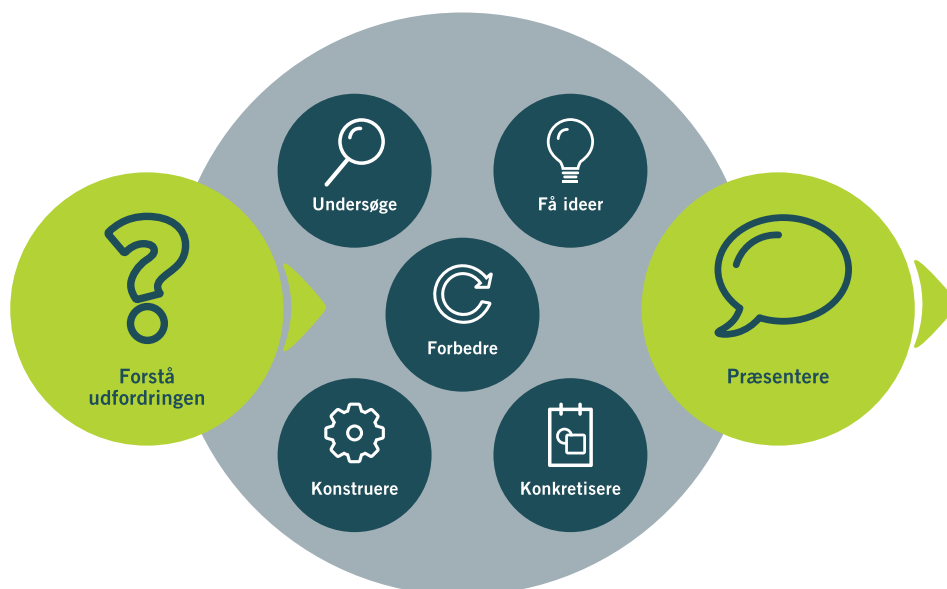 Undersøge
Få ideer
Forbedre
Forstå
udfordringen
Præsentere
Konstruere
Konkretisere